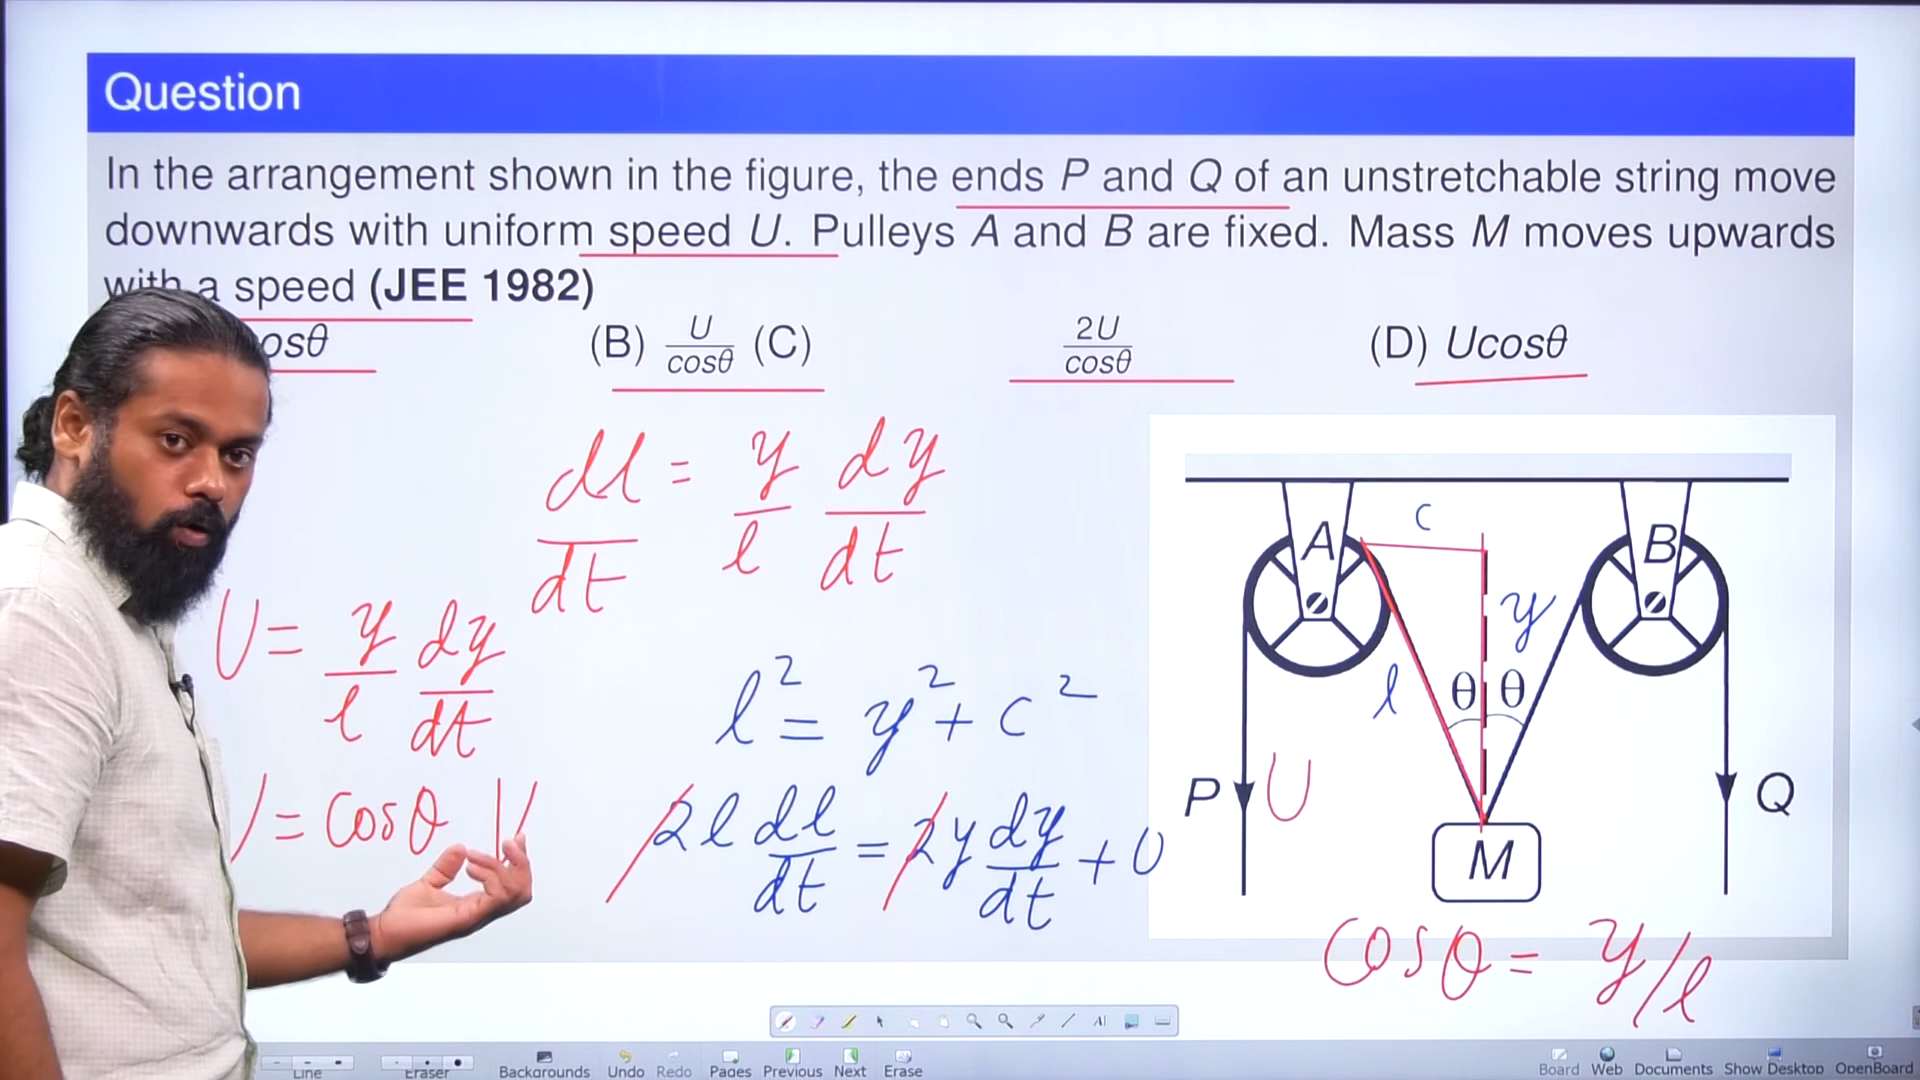 Question
In the arrangement shown in the figure, the ends P and Q of an unstretchable string move
downwards with uniform speed U. Pulleys A and B are fixed. Mass M moves upwards
with a speed (JEE 1982)
osθ (B) U/cosθ (C) 2U/cosθ (D) Ucosθ
dl/dt = y/l dy/dt
U = y/l dy/dt
= cosθ V
l² = y² + c²
2l dl/dt = 2y dy/dt + 0
A c B
y
l θ θ
P U Q
M
cosθ = y/l
Line Eraser Backgrounds Undo Redo Pages Previous Next Erase Board Web Documents Show Desktop OpenBoard